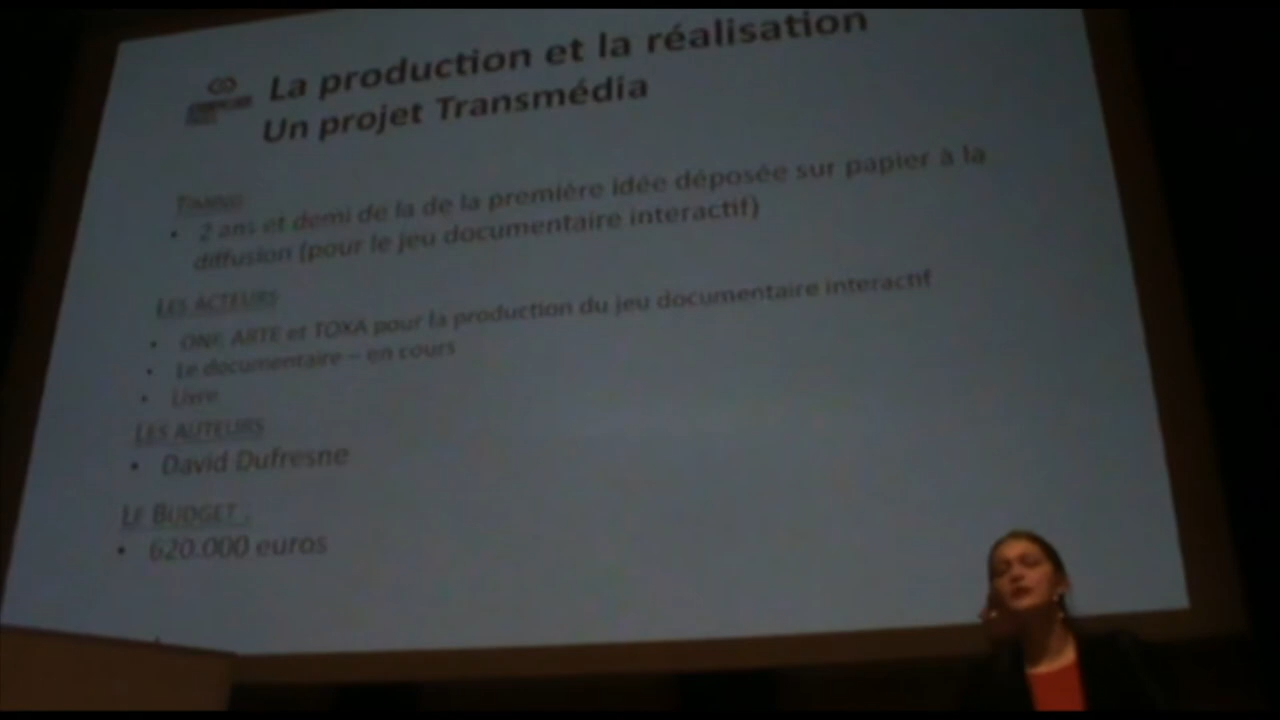 La production et la réalisation
Un projet Transmédia
TIMING
• 2 ans et demi de la de la première idée déposée sur papier à la
diffusion (pour le jeu documentaire interactif)
LES ACTEURS
• ONF, ARTE et TOXA pour la production du jeu documentaire interactif
• Le documentaire – en cours
• Livre
LES AUTEURS
• David Dufresne
LE BUDGET :
• 620.000 euros